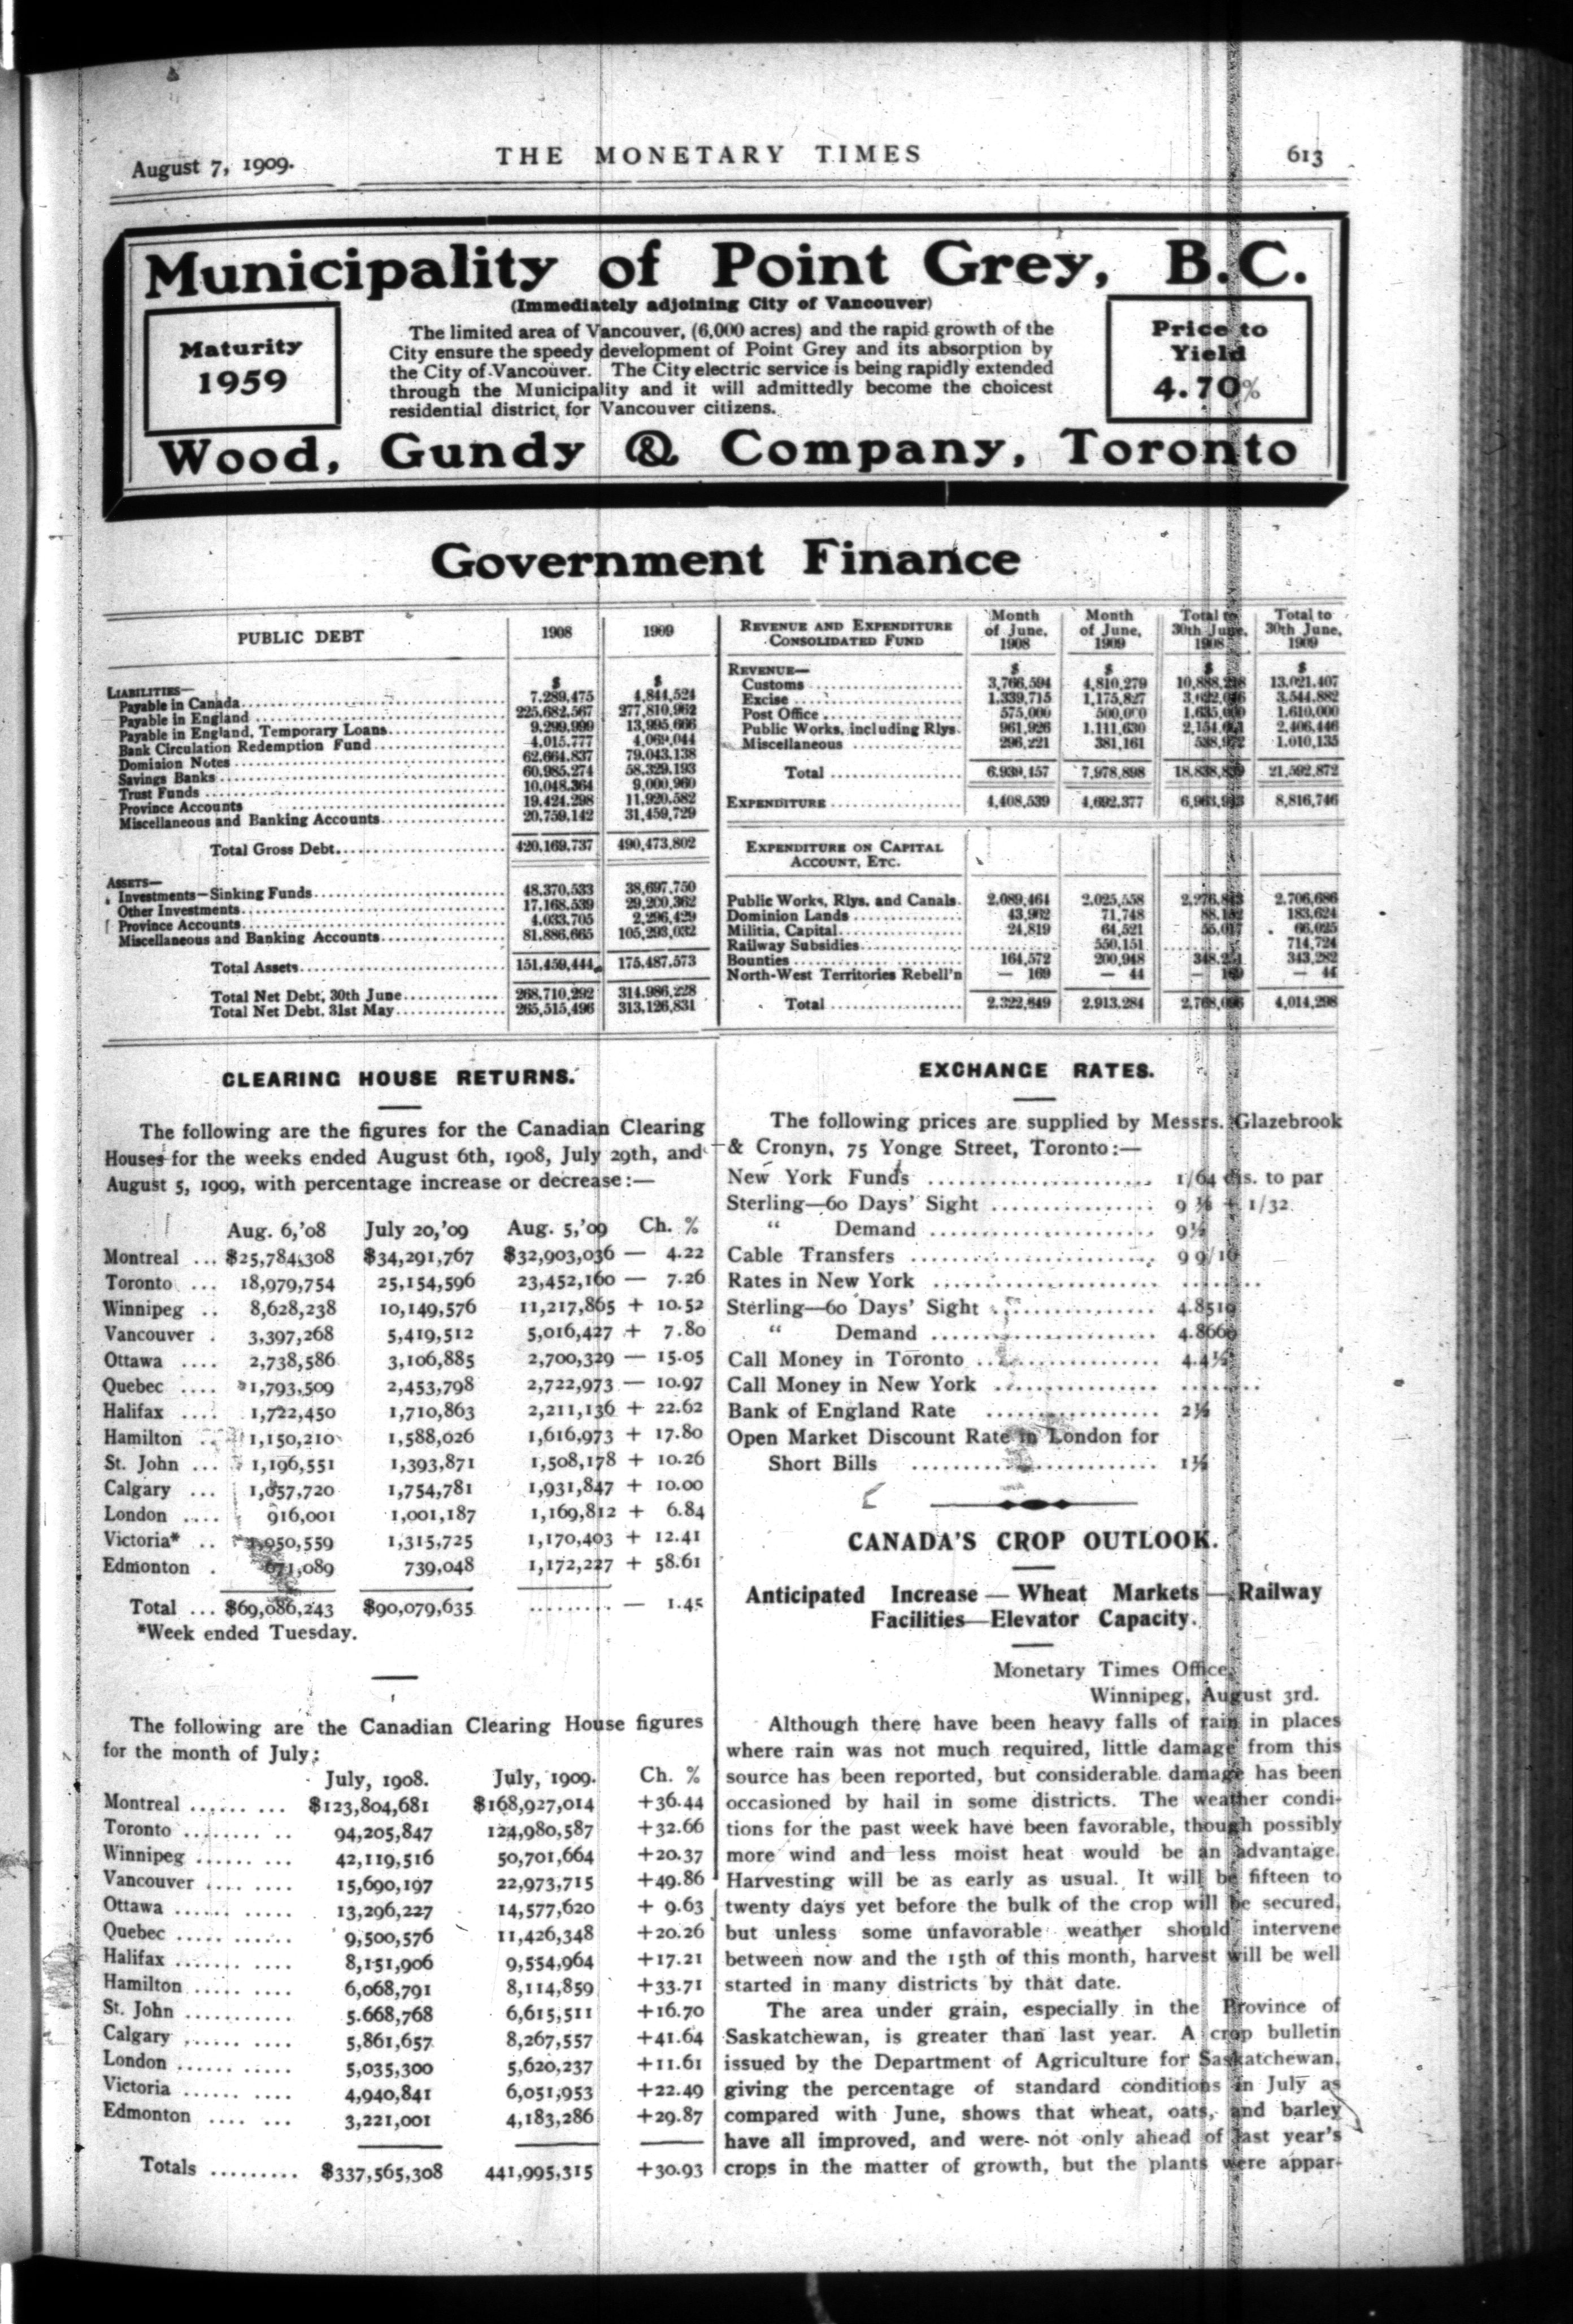 August 7, 1909.
THE MONETARY TIMES
613
Municipality of Point Grey, B.C.
(Immediately adjoining City of Vancouver)
Maturity
1959
The limited area of Vancouver, (6,000 acres) and the rapid growth of the
City ensure the speedy development of Point Grey and its absorption by
the City of Vancouver. The City electric service is being rapidly extended
through the Municipality and it will admittedly become the choicest
residential district, for Vancouver citizens.
Price to
Yield
4.70%
Wood, Gundy & Company, Toronto
Government Finance
PUBLIC DEBT 1908 1909
LIABILITIES— $ $
Payable in Canada 7,289,475 4,844,524
Payable in England 225,682,567 277,810,962
Payable in England, Temporary Loans 9,299,999 13,995,666
Bank Circulation Redemption Fund 4,015,777 4,069,044
Dominion Notes 62,664,837 79,043,138
Savings Banks 60,985,274 58,329,193
Trust Funds 10,048,364 9,000,960
Province Accounts 19,424,298 11,920,582
Miscellaneous and Banking Accounts 20,759,142 31,459,729
Total Gross Debt 420,169,737 490,473,802
ASSETS—
Investments—Sinking Funds 48,370,533 38,697,750
Other Investments 17,168,539 29,200,362
Province Accounts 4,033,705 2,296,429
Miscellaneous and Banking Accounts 81,886,665 105,293,032
Total Assets 151,459,444 175,487,573
Total Net Debt, 30th June 268,710,292 314,986,228
Total Net Debt, 31st May 265,515,496 313,126,831
REVENUE AND EXPENDITURE CONSOLIDATED FUND
Month of June, 1908
Month of June, 1909
Total to 30th June, 1908
Total to 30th June, 1909
REVENUE— $ $ $ $
Customs 3,766,594 4,810,279 13,021,407
Excise 1,339,715 1,175,827 3,544,882
Post Office 575,000 500,000 1,610,000
Public Works, including Rlys. 961,926 1,111,630 2,406,446
Miscellaneous 296,221 381,161 1,010,135
Total 6,939,457 7,978,898 21,592,872
EXPENDITURE 4,408,539 4,692,377 8,816,746
EXPENDITURE ON CAPITAL
ACCOUNT, ETC.
Public Works, Rlys. and Canals 2,089,464 2,025,558 2,706,686
Dominion Lands 71,748 183,624
Militia, Capital 24,819 64,521 66,025
Railway Subsidies 550,151 714,724
Bounties 164,572 200,948 343,282
North-West Territories Rebell'n — 169 — 44 — 44
Total 2,322,849 2,913,284 4,014,298
CLEARING HOUSE RETURNS.
The following are the figures for the Canadian Clearing
Houses for the weeks ended August 6th, 1908, July 29th, and
August 5, 1909, with percentage increase or decrease:—
Aug. 6,'08 July 20,'09 Aug. 5,'09 Ch. %
Montreal ... $25,784,308 $34,291,767 $32,903,036 — 4.22
Toronto ... 18,979,754 25,154,596 23,452,160 — 7.26
Winnipeg .. 8,628,238 10,149,576 11,217,865 + 10.52
Vancouver . 3,397,268 5,419,512 5,016,427 + 7.80
Ottawa .... 2,738,586 3,106,885 2,700,329 — 15.05
Quebec .... 1,793,509 2,453,798 2,722,973 — 10.97
Halifax .... 1,722,450 1,710,863 2,211,136 + 22.62
Hamilton .. 1,150,210 1,588,026 1,616,973 + 17.80
St. John ... 1,196,551 1,393,871 1,508,178 + 10.26
Calgary ... 1,057,720 1,754,781 1,931,847 + 10.00
London .... 916,001 1,001,187 1,169,812 + 6.84
Victoria* .. 1,315,725 1,170,403 + 12.41
Edmonton . 739,048 1,172,227 + 58.61
Total ... $69,086,243 $90,079,635 .......... — 1.45
*Week ended Tuesday.
The following are the Canadian Clearing House figures
for the month of July:
July, 1908. July, 1909. Ch. %
Montreal ...... ... $123,804,681 $168,927,014 +36.44
Toronto ........ .. 94,205,847 124,980,587 +32.66
Winnipeg ...... ... 42,119,516 50,701,664 +20.37
Vancouver .... .... 15,690,197 22,973,715 +49.86
Ottawa ...... ..... 13,296,227 14,577,620 + 9.63
Quebec ..... ...... 9,500,576 11,426,348 +20.26
Halifax ....... .... 8,151,906 9,554,964 +17.21
Hamilton ..... .... 6,068,791 8,114,859 +33.71
St. John ........... 5.668,768 6,615,511 +16.70
Calgary ...... .... 5,861,657 8,267,557 +41.64
London ...... ..... 5,035,300 5,620,237 +11.61
Victoria ...... .... 4,940,841 6,051,953 +22.49
Edmonton .... ... 3,221,001 4,183,286 +29.87
Totals ......... $337,565,308 441,995,315 +30.93
EXCHANGE RATES.
The following prices are supplied by Messrs. Glazebrook
& Cronyn, 75 Yonge Street, Toronto:—
New York Funds ........ 1/64 dis. to par
Sterling—60 Days' Sight ........ 1/32
“ Demand ........
Cable Transfers ........ 9 9/16
Rates in New York ........
Sterling—60 Days' Sight ........ 4.8510
“ Demand ........ 4.8660
Call Money in Toronto ........
Call Money in New York ........
Bank of England Rate ........ 2½
Open Market Discount Rate in London for
Short Bills ........
CANADA'S CROP OUTLOOK.
Anticipated Increase — Wheat Markets — Railway
Facilities—Elevator Capacity.
Monetary Times Office,
Winnipeg, August 3rd.
Although there have been heavy falls of rain in places
where rain was not much required, little damage from this
source has been reported, but considerable damage has been
occasioned by hail in some districts. The weather condi-
tions for the past week have been favorable, though possibly
more wind and less moist heat would be an advantage.
Harvesting will be as early as usual. It will be fifteen to
twenty days yet before the bulk of the crop will be secured,
but unless some unfavorable weather should intervene
between now and the 15th of this month, harvest will be well
started in many districts by that date.
The area under grain, especially in the Province of
Saskatchewan, is greater than last year. A crop bulletin
issued by the Department of Agriculture for Saskatchewan,
giving the percentage of standard conditions in July as
compared with June, shows that wheat, oats, and barley
have all improved, and were not only ahead of last year's
crops in the matter of growth, but the plants were appar-